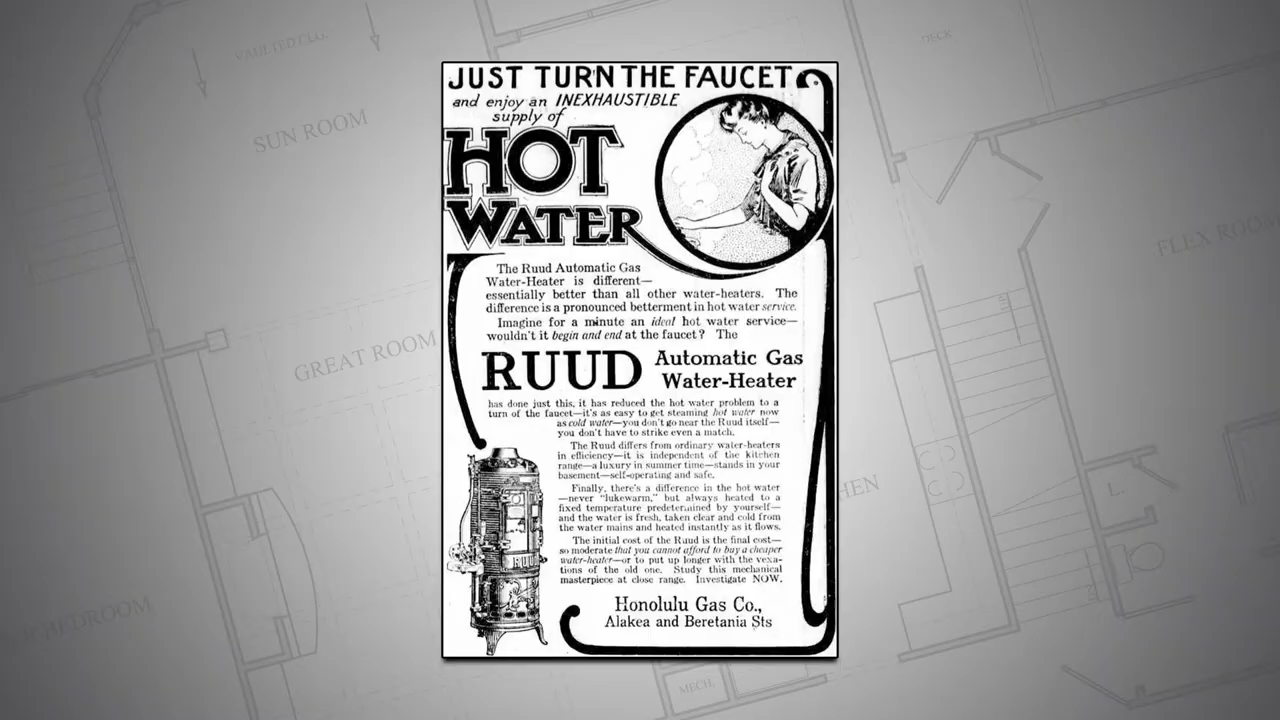 JUST TURN THE FAUCET
and enjoy an INEXHAUSTIBLE
supply of
HOT
WATER
The Ruud Automatic Gas
Water-Heater is different—
essentially better than all other water-heaters. The
difference is a pronounced betterment in hot water service.
Imagine for a minute an ideal hot water service—
wouldn't it begin and end at the faucet? The
RUUD Automatic Gas
Water-Heater
has done just this, it has reduced the hot water problem to a
turn of the faucet—it's as easy to get steaming hot water now
as cold water—you don't go near the Ruud itself—
you don't have to strike even a match.
The Ruud differs from ordinary water-heaters
in efficiency—it is independent of the kitchen
range—a luxury in summer time—stands in your
basement—self-operating and safe.
Finally, there's a difference in the hot water
—never "lukewarm," but always heated to a
fixed temperature predetermined by yourself—
and the water is fresh, taken clear and cold from
the water mains and heated instantly as it flows.
The initial cost of the Ruud is the final cost—
so moderate that you cannot afford to buy a cheaper
water-heater—or to put up longer with the vexa-
tions of the old one. Study this mechanical
masterpiece at close range. Investigate NOW.
RUUD
Honolulu Gas Co.,
Alakea and Beretania Sts
VAULTED CLG.
SUN ROOM
GREAT ROOM
DECK
FLEX ROOM
MECH.